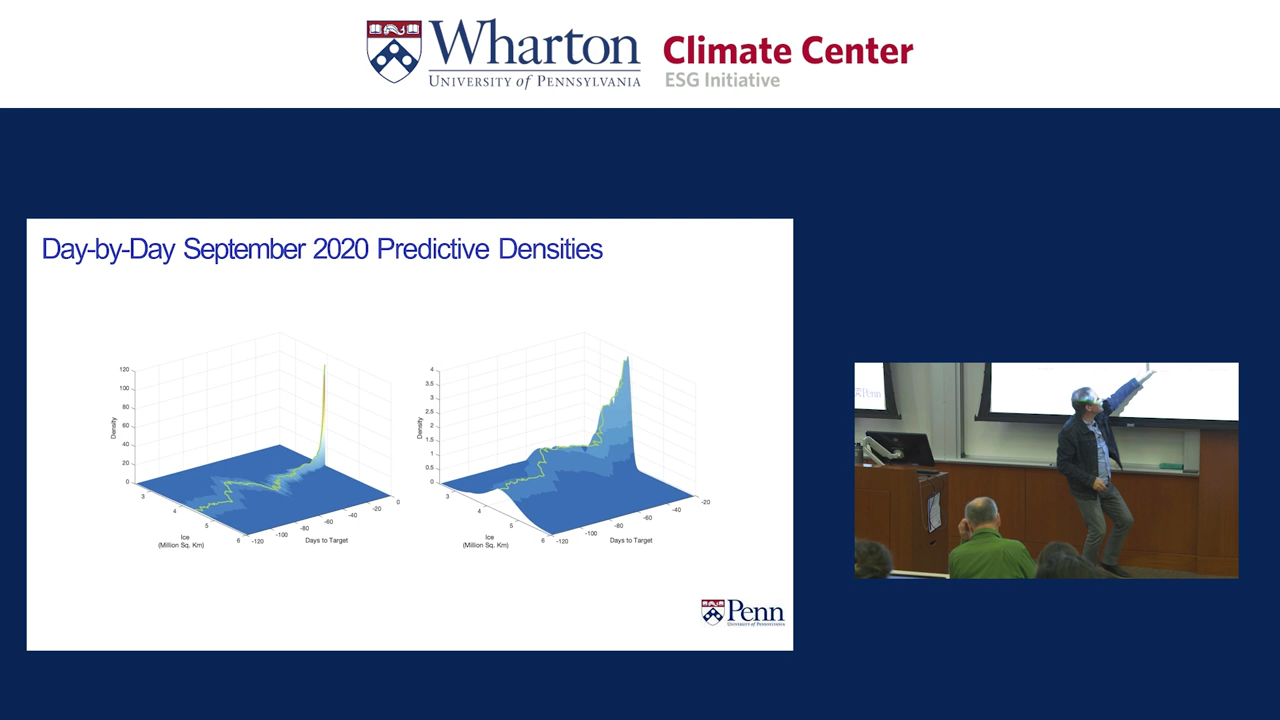 Wharton
UNIVERSITY of PENNSYLVANIA
Climate Center
ESG Initiative
Day-by-Day September 2020 Predictive Densities
120
100
80
60
40
20
0
Density
3
4
5
6
Ice
(Million Sq. Km)
-120
-100
-80
-60
-40
-20
0
Days to Target
4
3.5
3
2.5
2
1.5
1
0.5
0
Density
3
4
5
6
Ice
(Million Sq. Km)
-120
-100
-80
-60
-40
-20
Days to Target
Penn
UNIVERSITY of PENNSYLVANIA
Penn